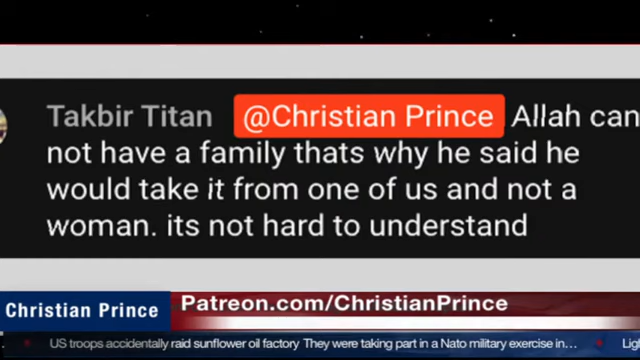 Takbir Titan @Christian Prince Allah can
not have a family thats why he said he
would take it from one of us and not a
woman. its not hard to understand
Christian Prince
Patreon.com/ChristianPrince
US troops accidentally raid sunflower oil factory They were taking part in a Nato military exercise in...